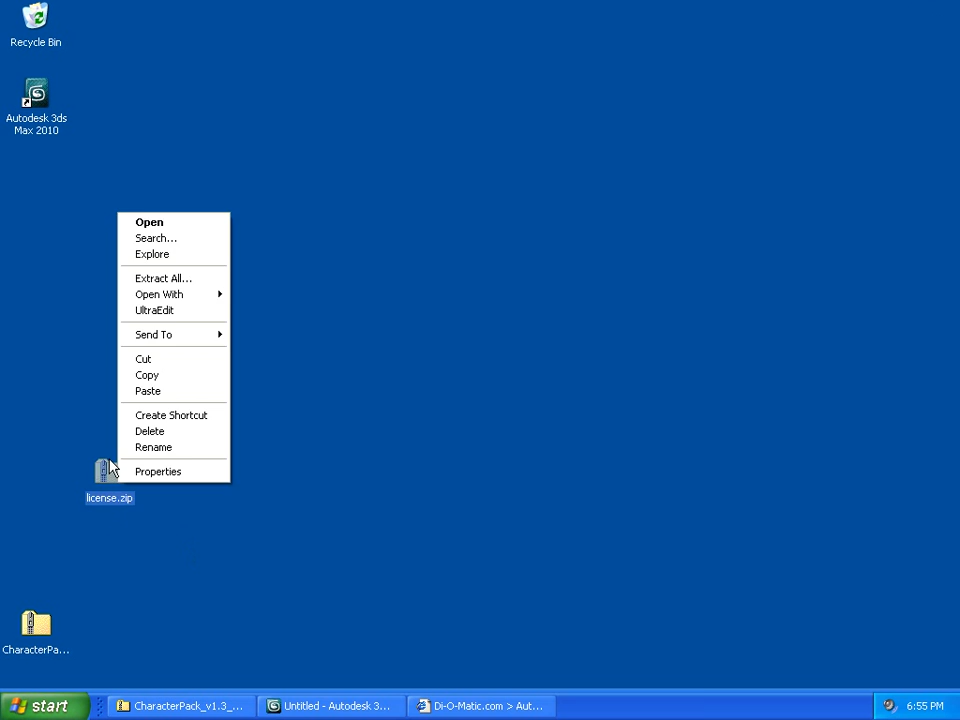 Recycle Bin
Autodesk 3ds
Max 2010
Open
Search...
Explore
Extract All...
Open With
UltraEdit
Send To
Cut
Copy
Paste
Create Shortcut
Delete
Rename
Properties
license.zip
CharacterPa...
start
CharacterPack_v1.3_...
Untitled - Autodesk 3...
Di-O-Matic.com > Aut...
6:55 PM